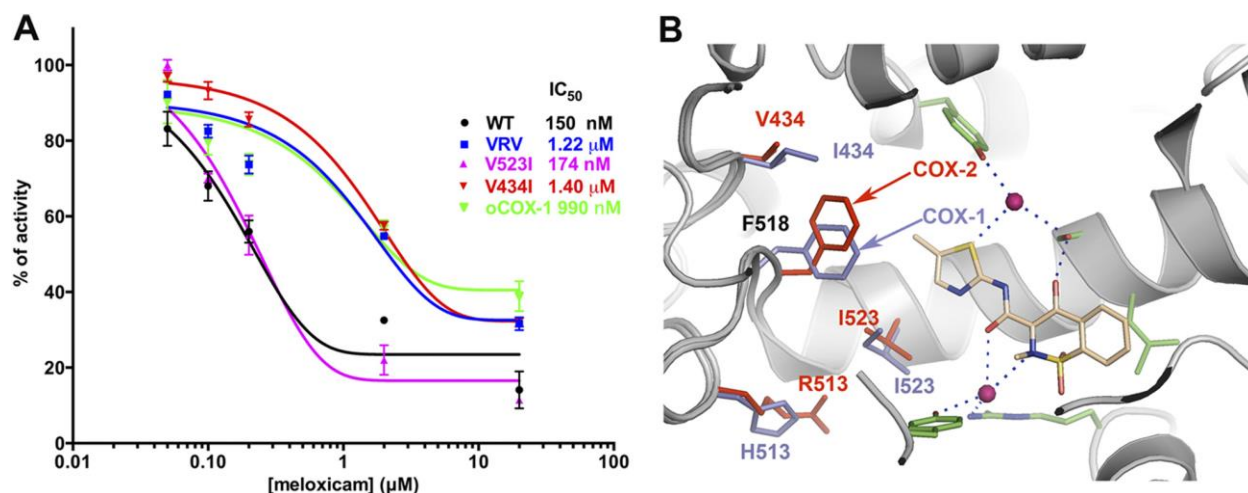 A
% of activity
100
80
60
40
20
0
0.01
0.10
1
10
100
[meloxicam] (µM)
IC50
WT 150 nM
VRV 1.22 µM
V523I 174 nM
V434I 1.40 µM
oCOX-1 990 nM
B
V434
I434
COX-2
F518
COX-1
I523
I523
R513
H513